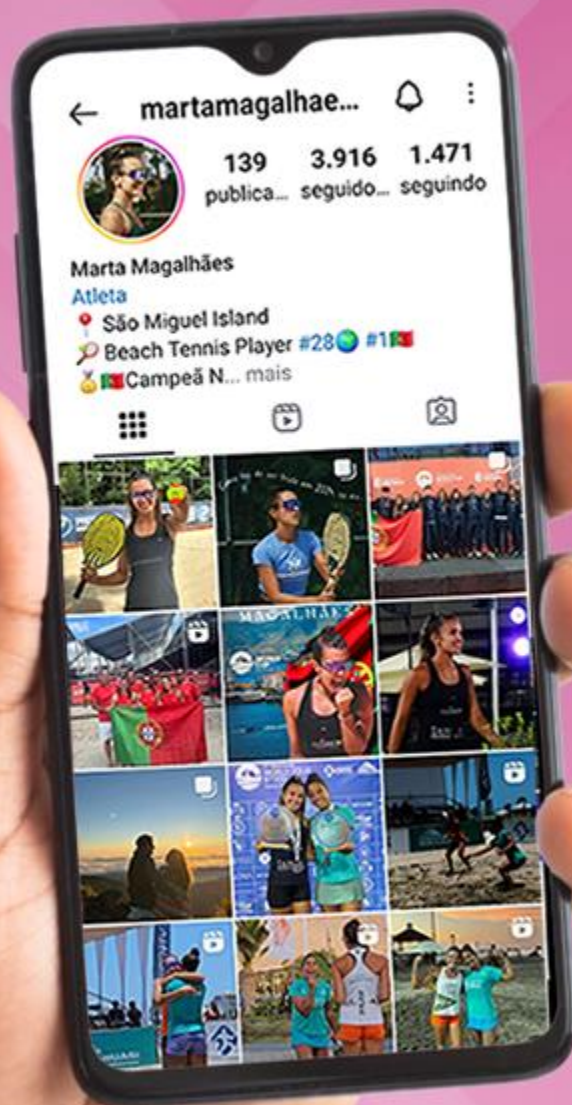 martamagalhae...
139 3.916 1.471
publica... seguido... seguindo
Marta Magalhães
Atleta
São Miguel Island
Beach Tennis Player #28 #1
Campeã N... mais
MAGALHÃES